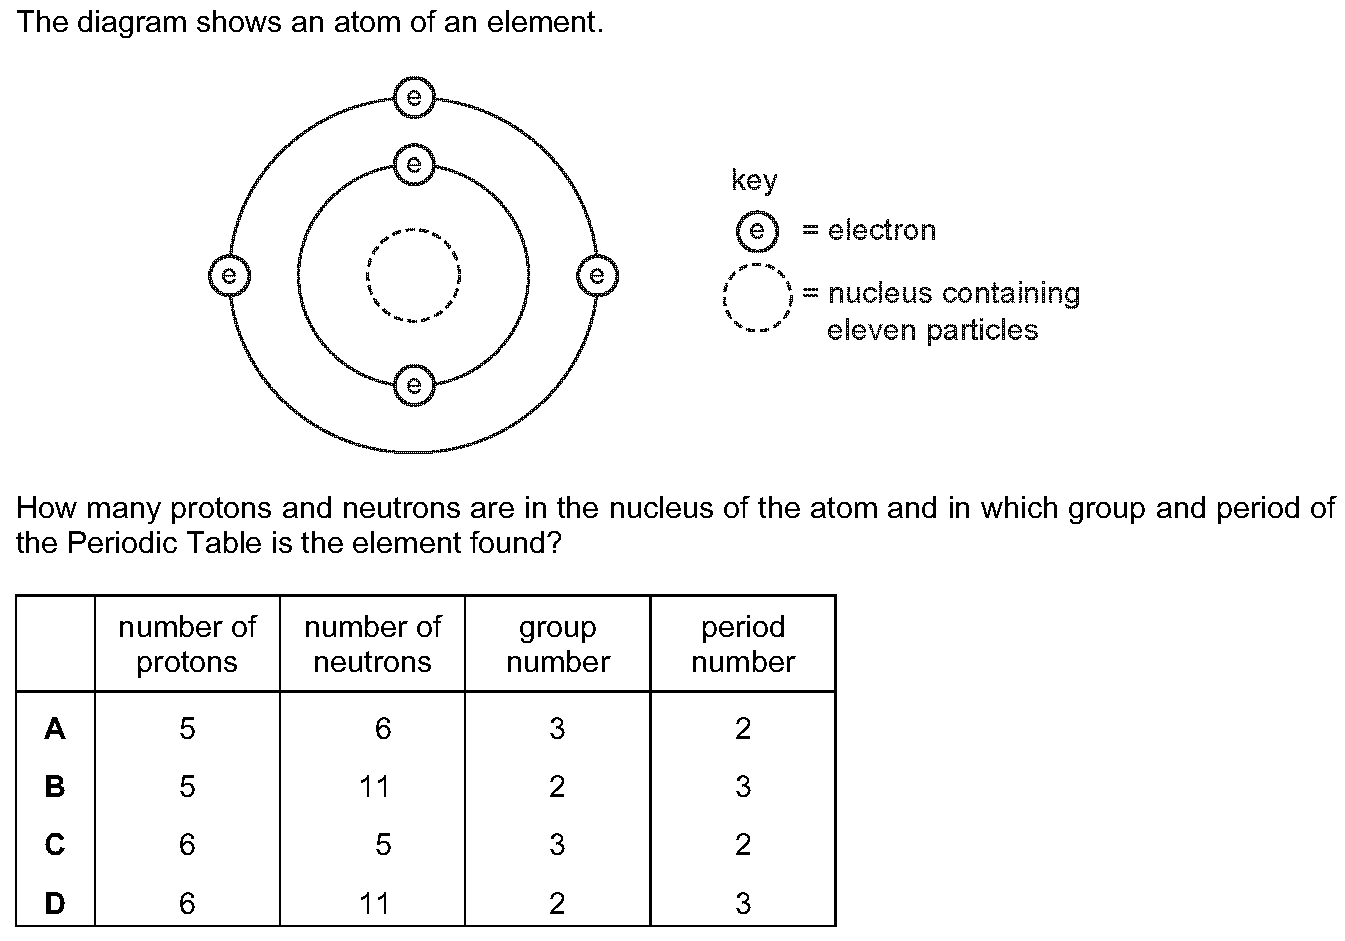 The diagram shows an atom of an element.
e
e
e
e
e
key
e = electron
= nucleus containing
eleven particles
How many protons and neutrons are in the nucleus of the atom and in which group and period of
the Periodic Table is the element found?
number of protons number of neutrons group number period number
A 5 6 3 2
B 5 11 2 3
C 6 5 3 2
D 6 11 2 3